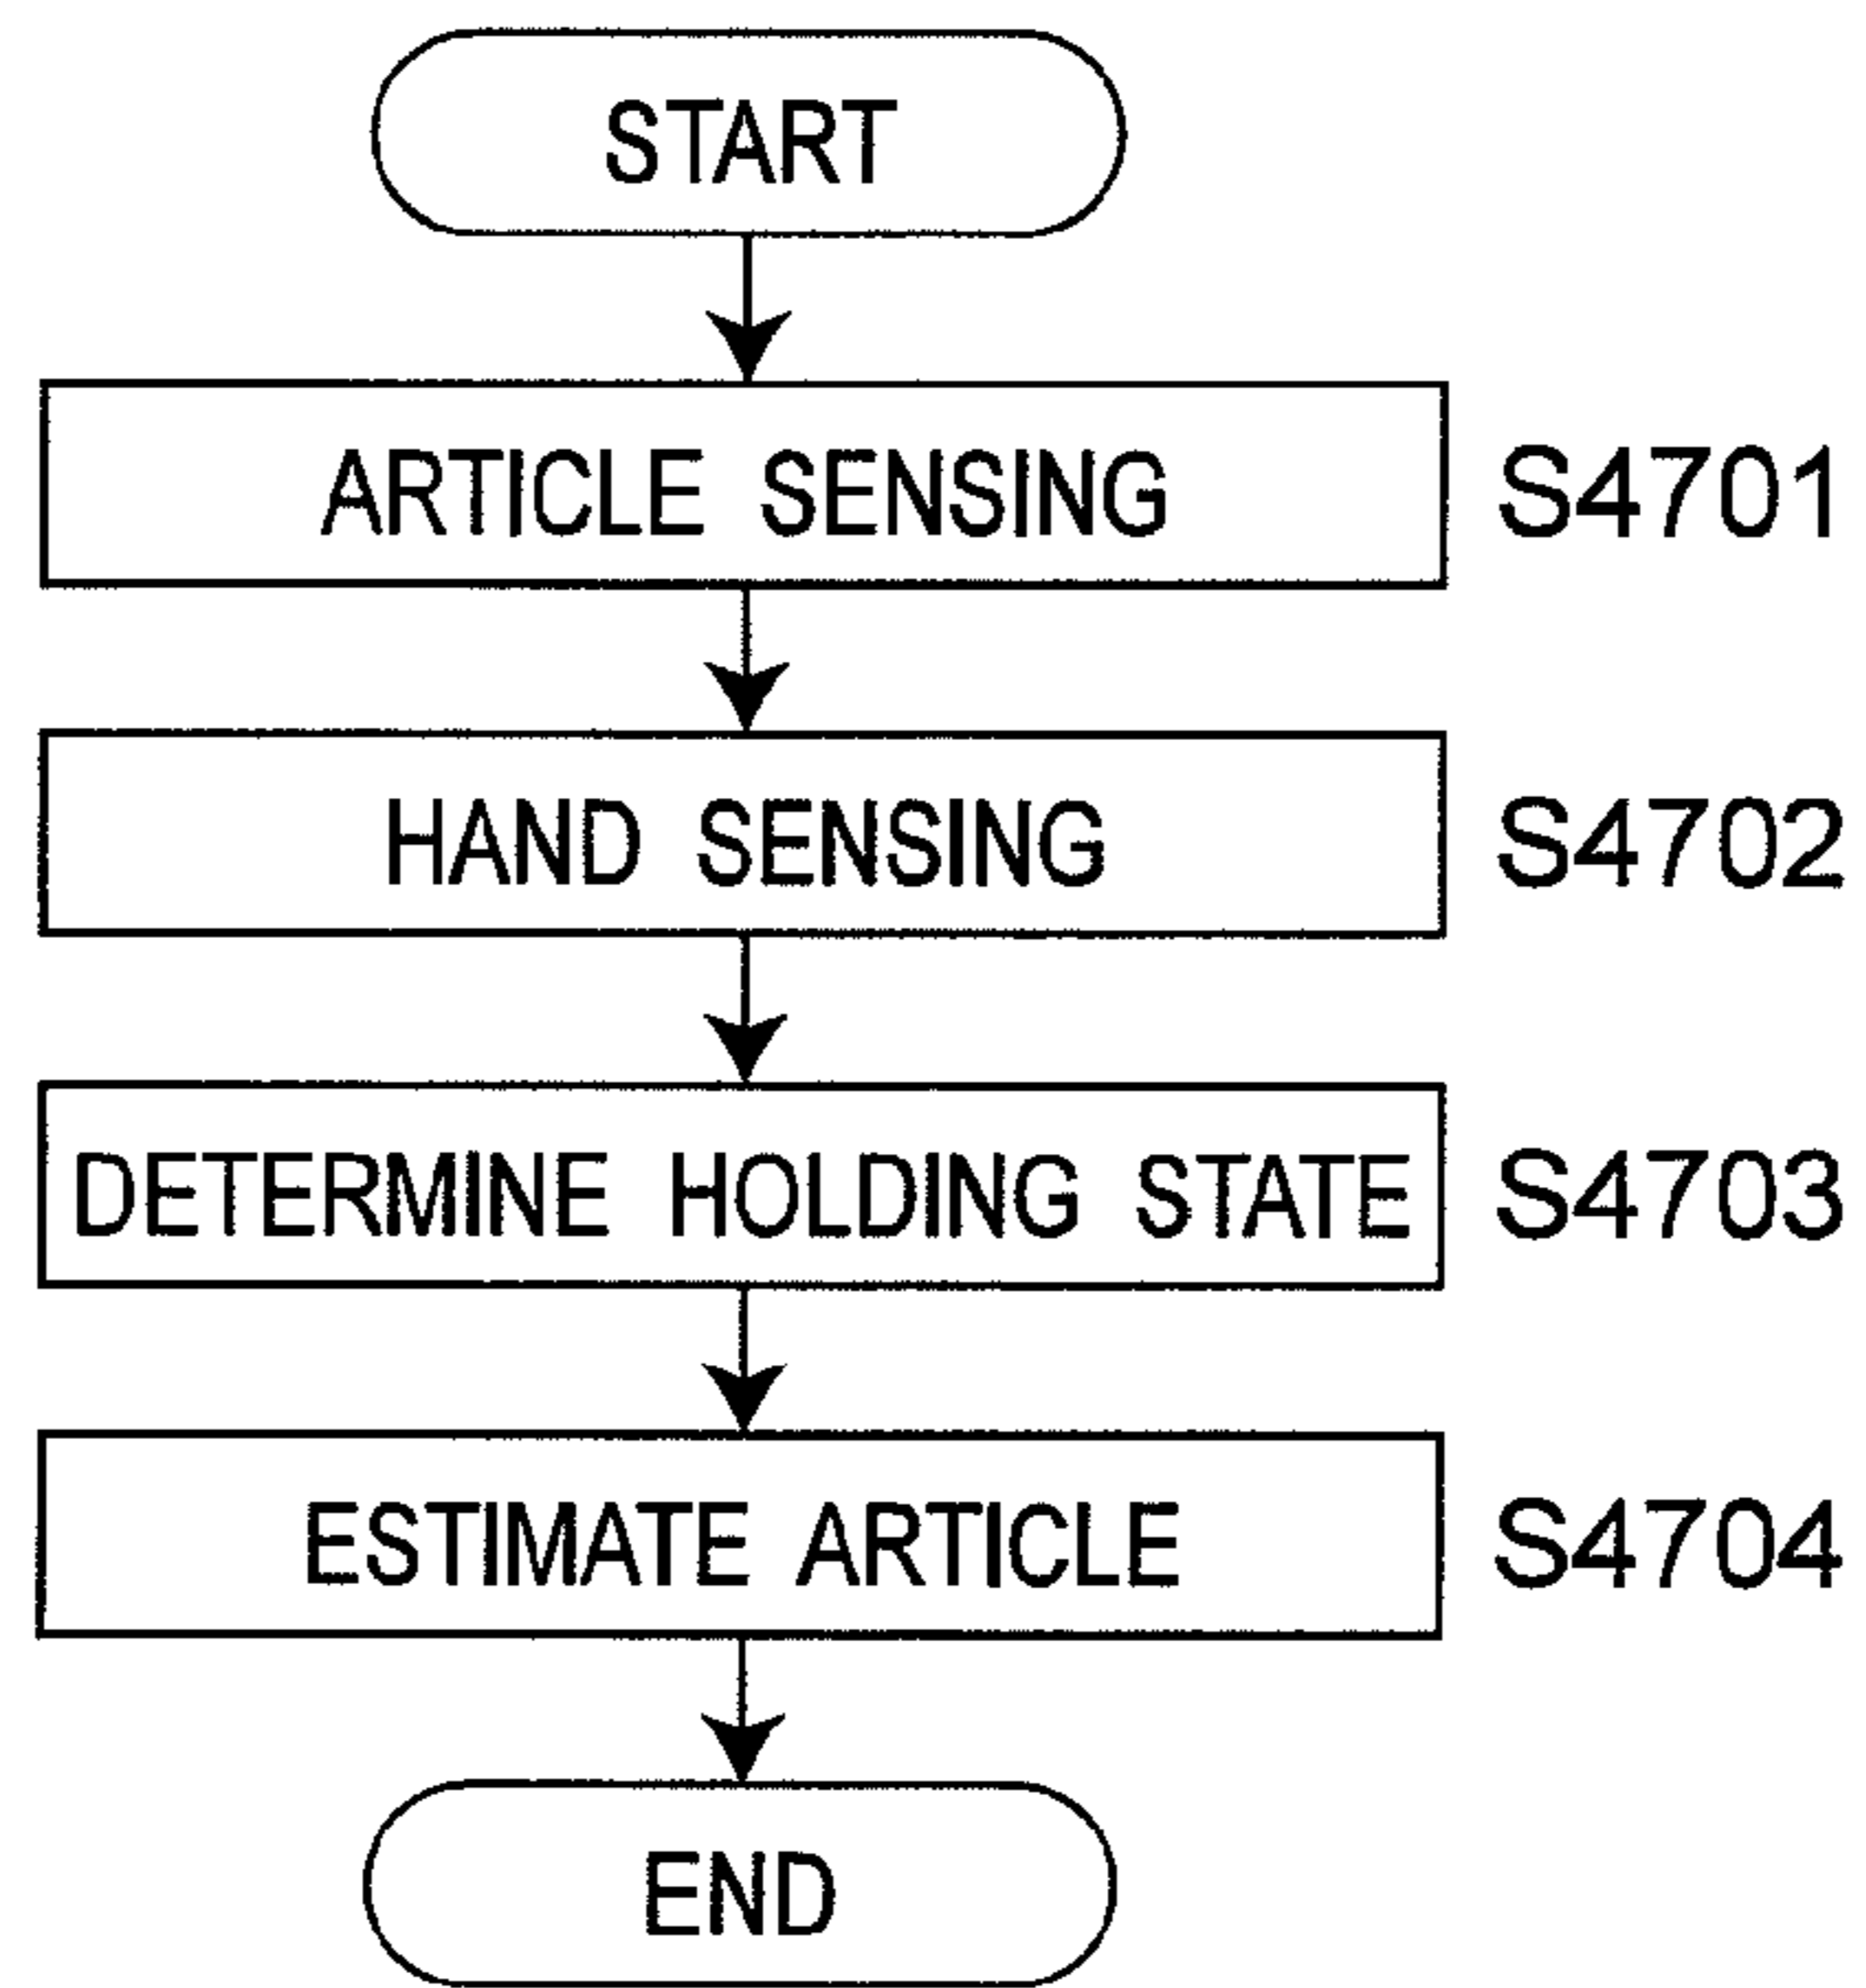 START
ARTICLE SENSING S4701
HAND SENSING S4702
DETERMINE HOLDING STATE S4703
ESTIMATE ARTICLE S4704
END